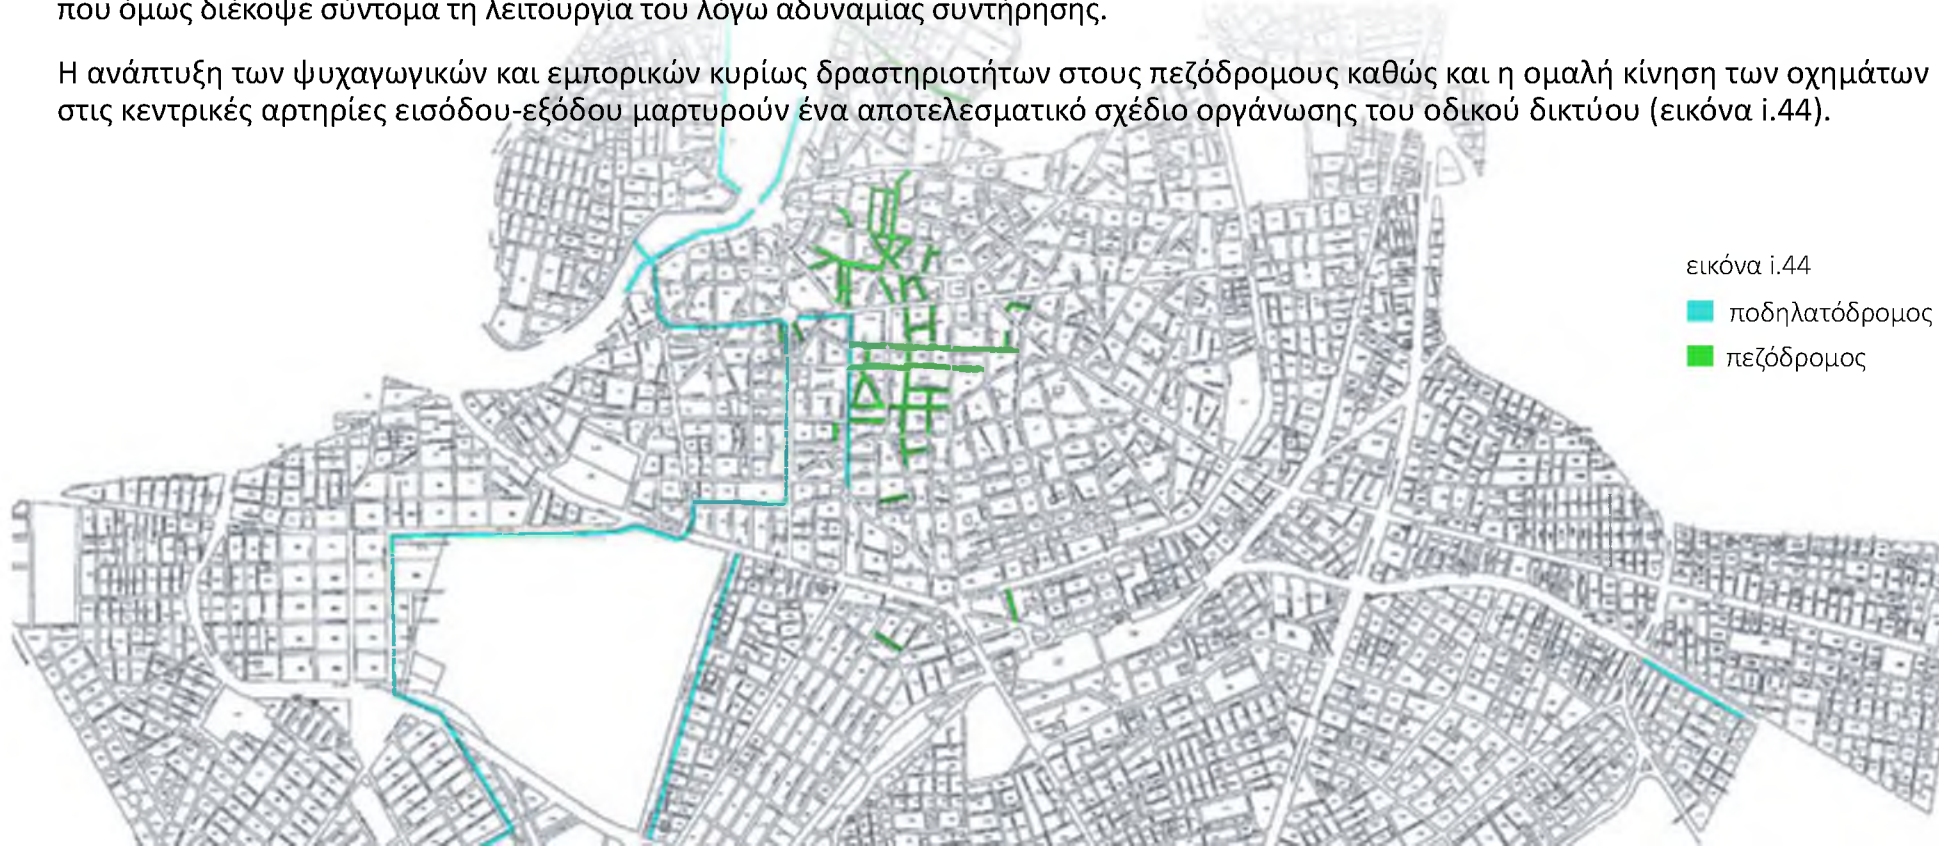 που όμως διέκοψε σύντομα τη λειτουργία του λόγω αδυναμίας συντήρησης.
Η ανάπτυξη των ψυχαγωγικών και εμπορικών κυρίως δραστηριοτήτων στους πεζόδρομους καθώς και η ομαλή κίνηση των οχημάτων
στις κεντρικές αρτηρίες εισόδου-εξόδου μαρτυρούν ένα αποτελεσματικό σχέδιο οργάνωσης του οδικού δικτύου (εικόνα i.44).
εικόνα i.44
ποδηλατόδρομος
πεζόδρομος